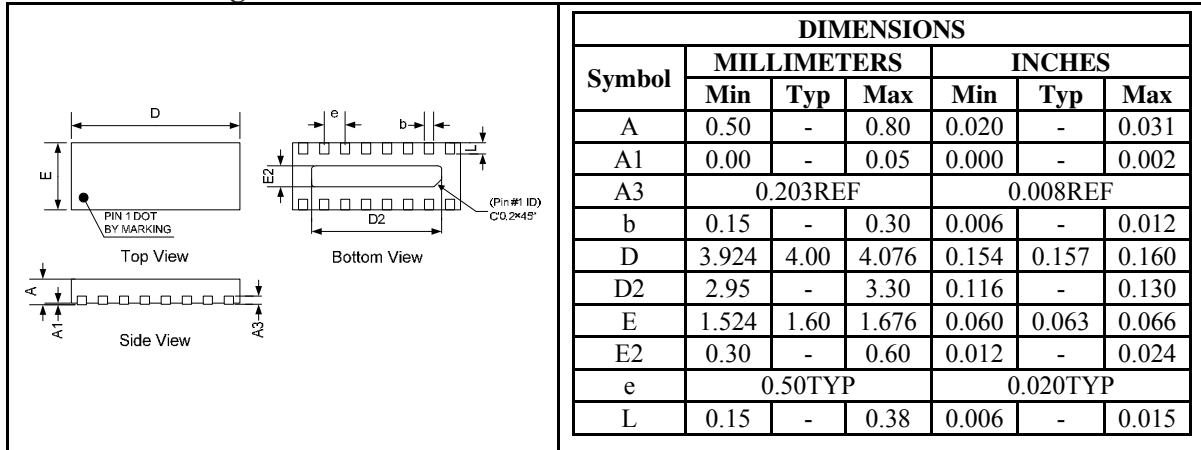 D
e
b
L
E
E2
D2
PIN 1 DOT
BY MARKING
(Pin#1 ID)
C'0.2×45°
Top View
Bottom View
A
A1
A3
Side View
DIMENSIONS
Symbol MILLIMETERS INCHES
Min Typ Max Min Typ Max
A 0.50 - 0.80 0.020 - 0.031
A1 0.00 - 0.05 0.000 - 0.002
A3 0.203REF 0.008REF
b 0.15 - 0.30 0.006 - 0.012
D 3.924 4.00 4.076 0.154 0.157 0.160
D2 2.95 - 3.30 0.116 - 0.130
E 1.524 1.60 1.676 0.060 0.063 0.066
E2 0.30 - 0.60 0.012 - 0.024
e 0.50TYP 0.020TYP
L 0.15 - 0.38 0.006 - 0.015